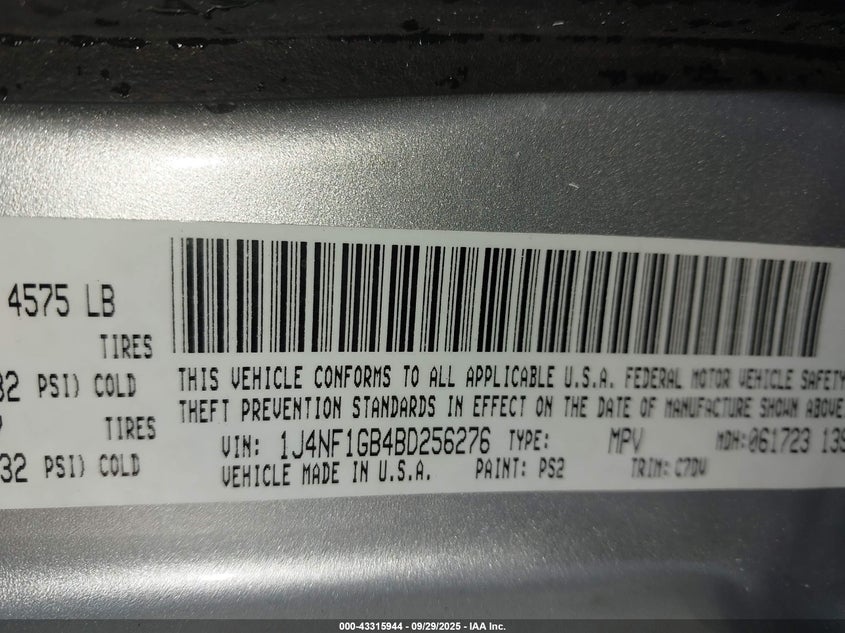 4575 LB
TIRES
32 PSI) COLD
TIRES
32 PSI) COLD
THIS VEHICLE CONFORMS TO ALL APPLICABLE U.S.A. FEDERAL MOTOR VEHICLE SAFETY
THEFT PREVENTION STANDARDS IN EFFECT ON THE DATE OF MANUFACTURE SHOWN ABOVE
VIN: 1J4NF1GB4BD256276 TYPE: MPV MDH: 061723 139
VEHICLE MADE IN U.S.A. PAINT: PS2 TRIM: C7DV
000-43315944 | 09/29/2025 - IAA Inc.